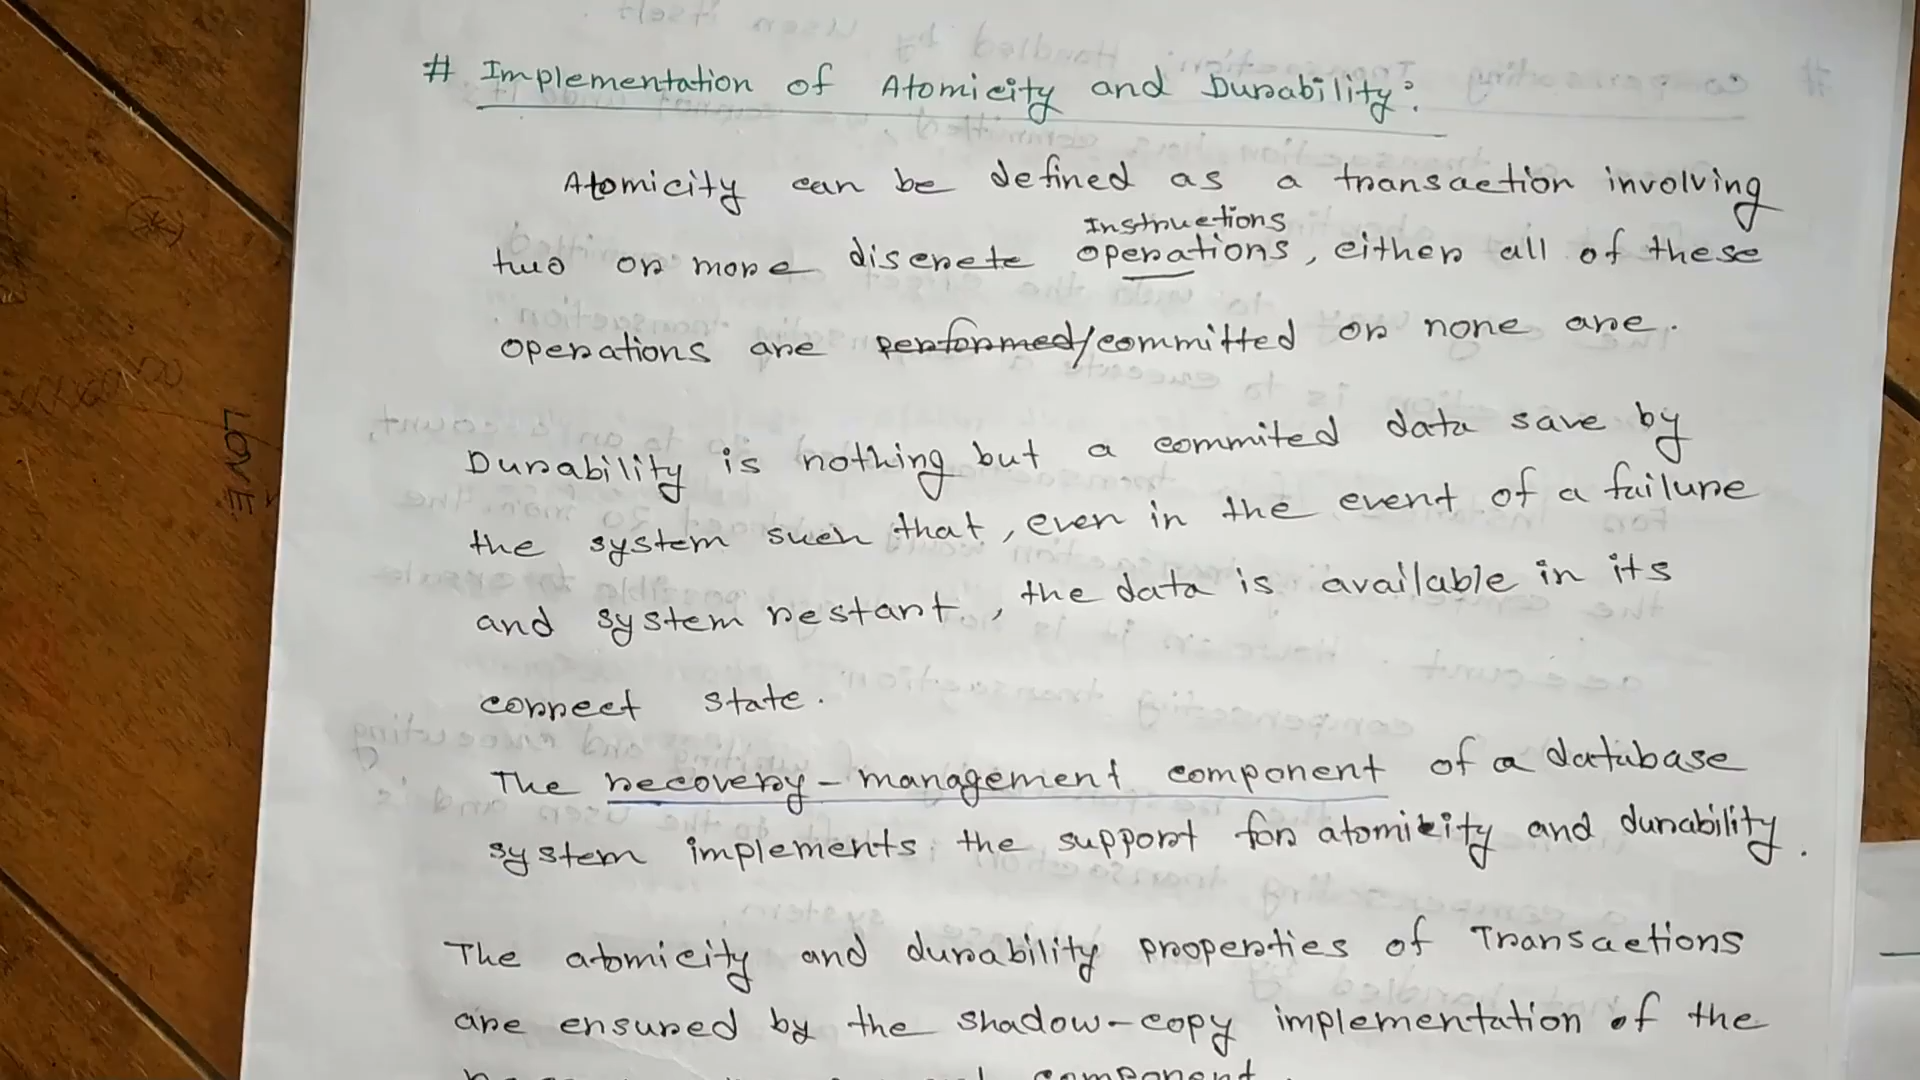 # Implementation of Atomicity and Durability:
Atomicity can be defined as a transaction involving
Instructions
two or more discrete operations, either all of these
operations are performed/committed or none are.
Durability is nothing but a commited data save by
the system such that, even in the event of a failure
and system restart, the data is available in its
correct state.
The recovery-management component of a database
system implements the support for atomicity and durability.
The atomicity and durability properties of Transactions
are ensured by the shadow-copy implementation of the
component.
LOVE